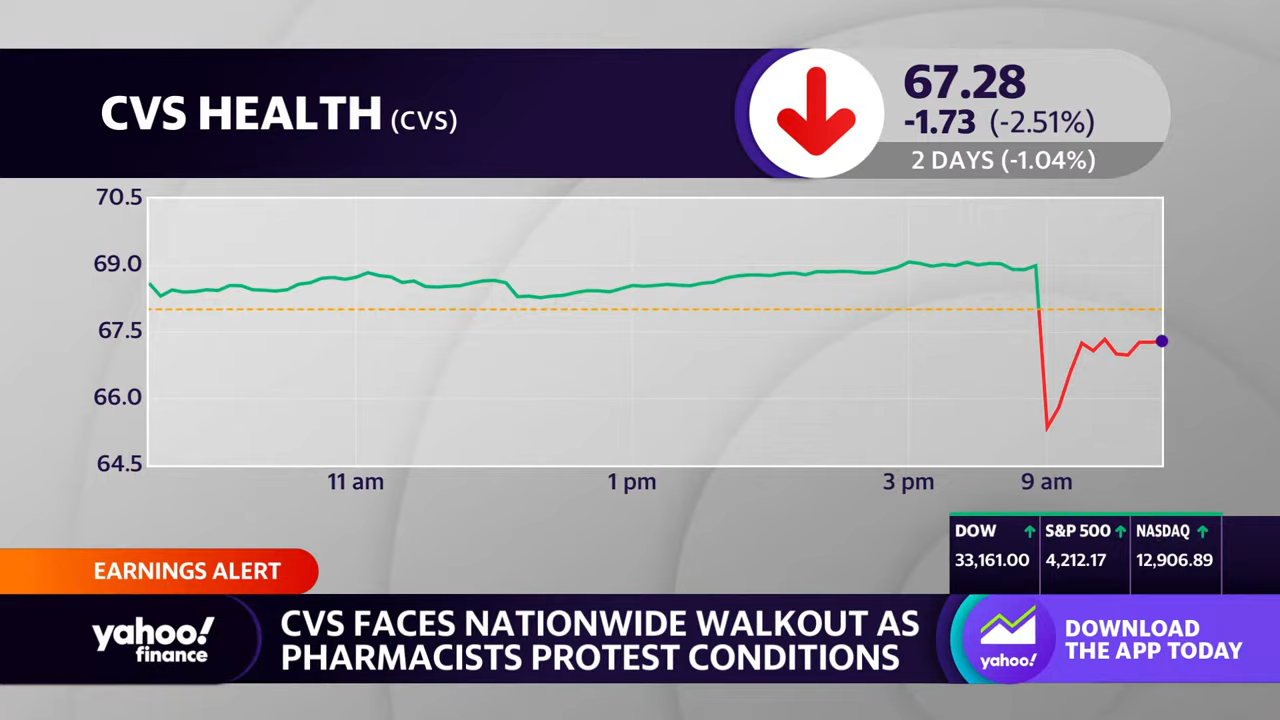 CVS HEALTH (CVS)
67.28
-1.73 (-2.51%)
2 DAYS (-1.04%)
70.5
69.0
67.5
66.0
64.5
11 am
1 pm
3 pm
9 am
DOW
33,161.00
S&P 500
4,212.17
NASDAQ
12,906.89
EARNINGS ALERT
yahoo!
finance
CVS FACES NATIONWIDE WALKOUT AS
PHARMACISTS PROTEST CONDITIONS
yahoo!
DOWNLOAD
THE APP TODAY